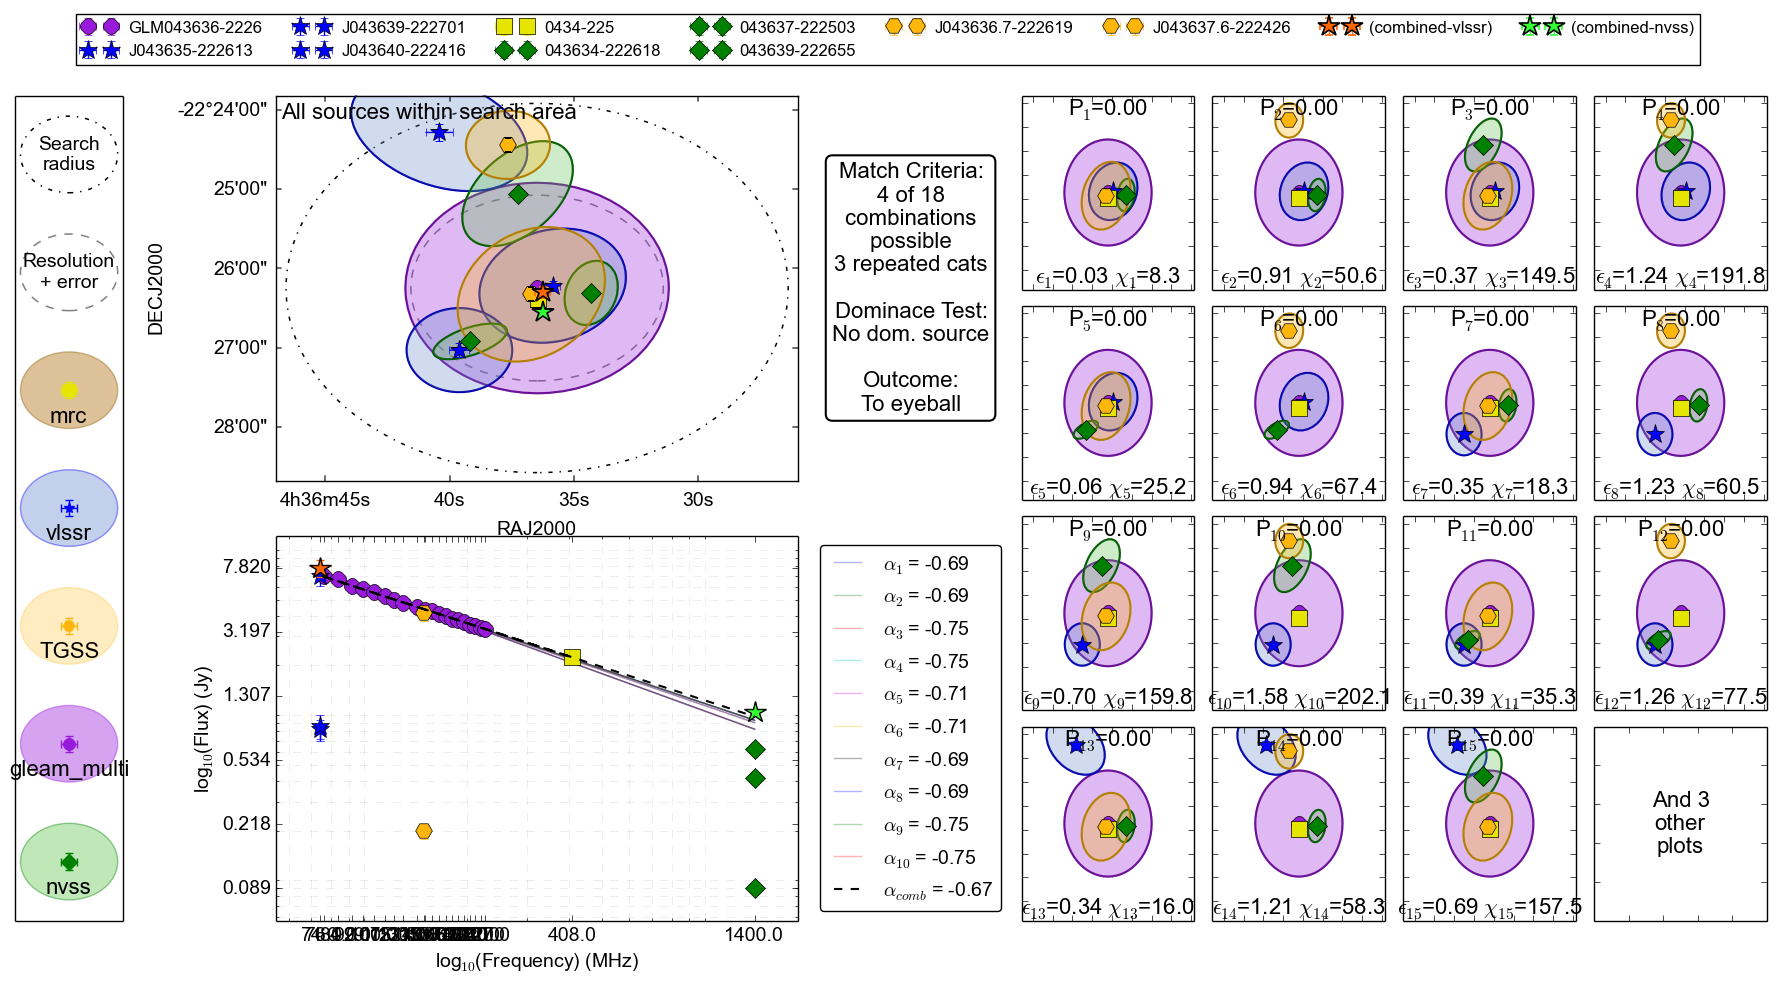 GLM043636-2226 J043639-222701 0434-225 043637-222503 J043636.7-222619 J043637.6-222426 (combined-vlssr) (combined-nvss)
J043635-222613 J043640-222416 043634-222618 043639-222655
Search
radius
Resolution
+ error
mrc
vlssr
TGSS
gleam_multi
nvss
All sources within search area
-22°24'00"
25'00"
26'00"
27'00"
28'00"
DECJ2000
4h36m45s 40s 35s 30s
RAJ2000
Match Criteria:
4 of 18
combinations
possible
3 repeated cats
Dominace Test:
No dom. source
Outcome:
To eyeball
7.820
3.197
1.307
0.534
0.218
0.089
log10(Flux) (Jy)
408.0 1400.0
log10(Frequency) (MHz)
α1 = -0.69
α2 = -0.69
α3 = -0.75
α4 = -0.75
α5 = -0.71
α6 = -0.71
α7 = -0.69
α8 = -0.69
α9 = -0.75
α10 = -0.75
αcomb = -0.67
P1=0.00 P2=0.00 P3=0.00 P4=0.00
ϵ1=0.03 χ1=8.3 ϵ2=0.91 χ2=50.6 ϵ3=0.37 χ3=149.5 ϵ4=1.24 χ4=191.8
P5=0.00 P6=0.00 P7=0.00 P8=0.00
ϵ5=0.06 χ5=25.2 ϵ6=0.94 χ6=67.4 ϵ7=0.35 χ7=18.3 ϵ8=1.23 χ8=60.5
P9=0.00 P10=0.00 P11=0.00 P12=0.00
ϵ9=0.70 χ9=159.8 ϵ10=1.58 χ10=202.1 ϵ11=0.39 χ11=35.3 ϵ12=1.26 χ12=77.5
P13=0.00 P14=0.00 P15=0.00
ϵ13=0.34 χ13=16.0 ϵ14=1.21 χ14=58.3 ϵ15=0.69 χ15=157.5
And 3
other
plots